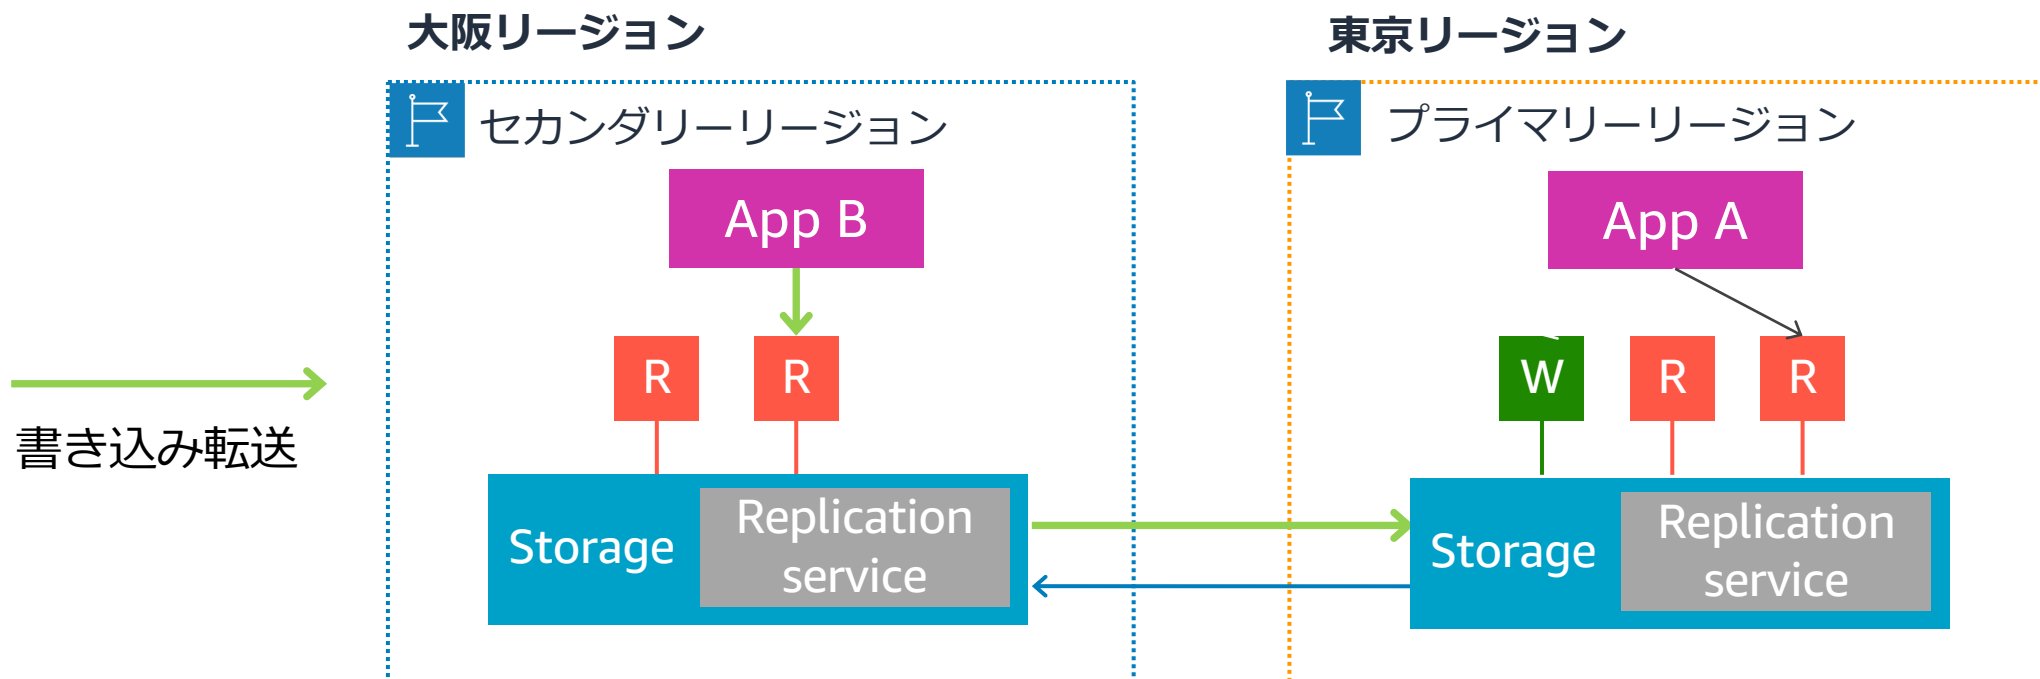 大阪リージョン
東京リージョン
セカンダリーリージョン
プライマリーリージョン
App B
App A
R
R
W
R
R
書き込み転送
Storage
Replication
service
Storage
Replication
service